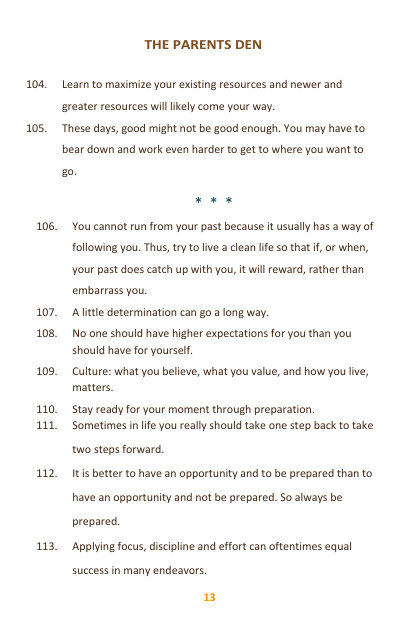 THE PARENTS DEN
104. Learn to maximize your existing resources and newer and
greater resources will likely come your way.
105. These days, good might not be good enough. You may have to
bear down and work even harder to get to where you want to
go.
* * *
106. You cannot run from your past because it usually has a way of
following you. Thus, try to live a clean life so that if, or when,
your past does catch up with you, it will reward, rather than
embarrass you.
107. A little determination can go a long way.
108. No one should have higher expectations for you than you
should have for yourself.
109. Culture: what you believe, what you value, and how you live,
matters.
110. Stay ready for your moment through preparation.
111. Sometimes in life you really should take one step back to take
two steps forward.
112. It is better to have an opportunity and to be prepared than to
have an opportunity and not be prepared. So always be
prepared.
113. Applying focus, discipline and effort can oftentimes equal
success in many endeavors.
13